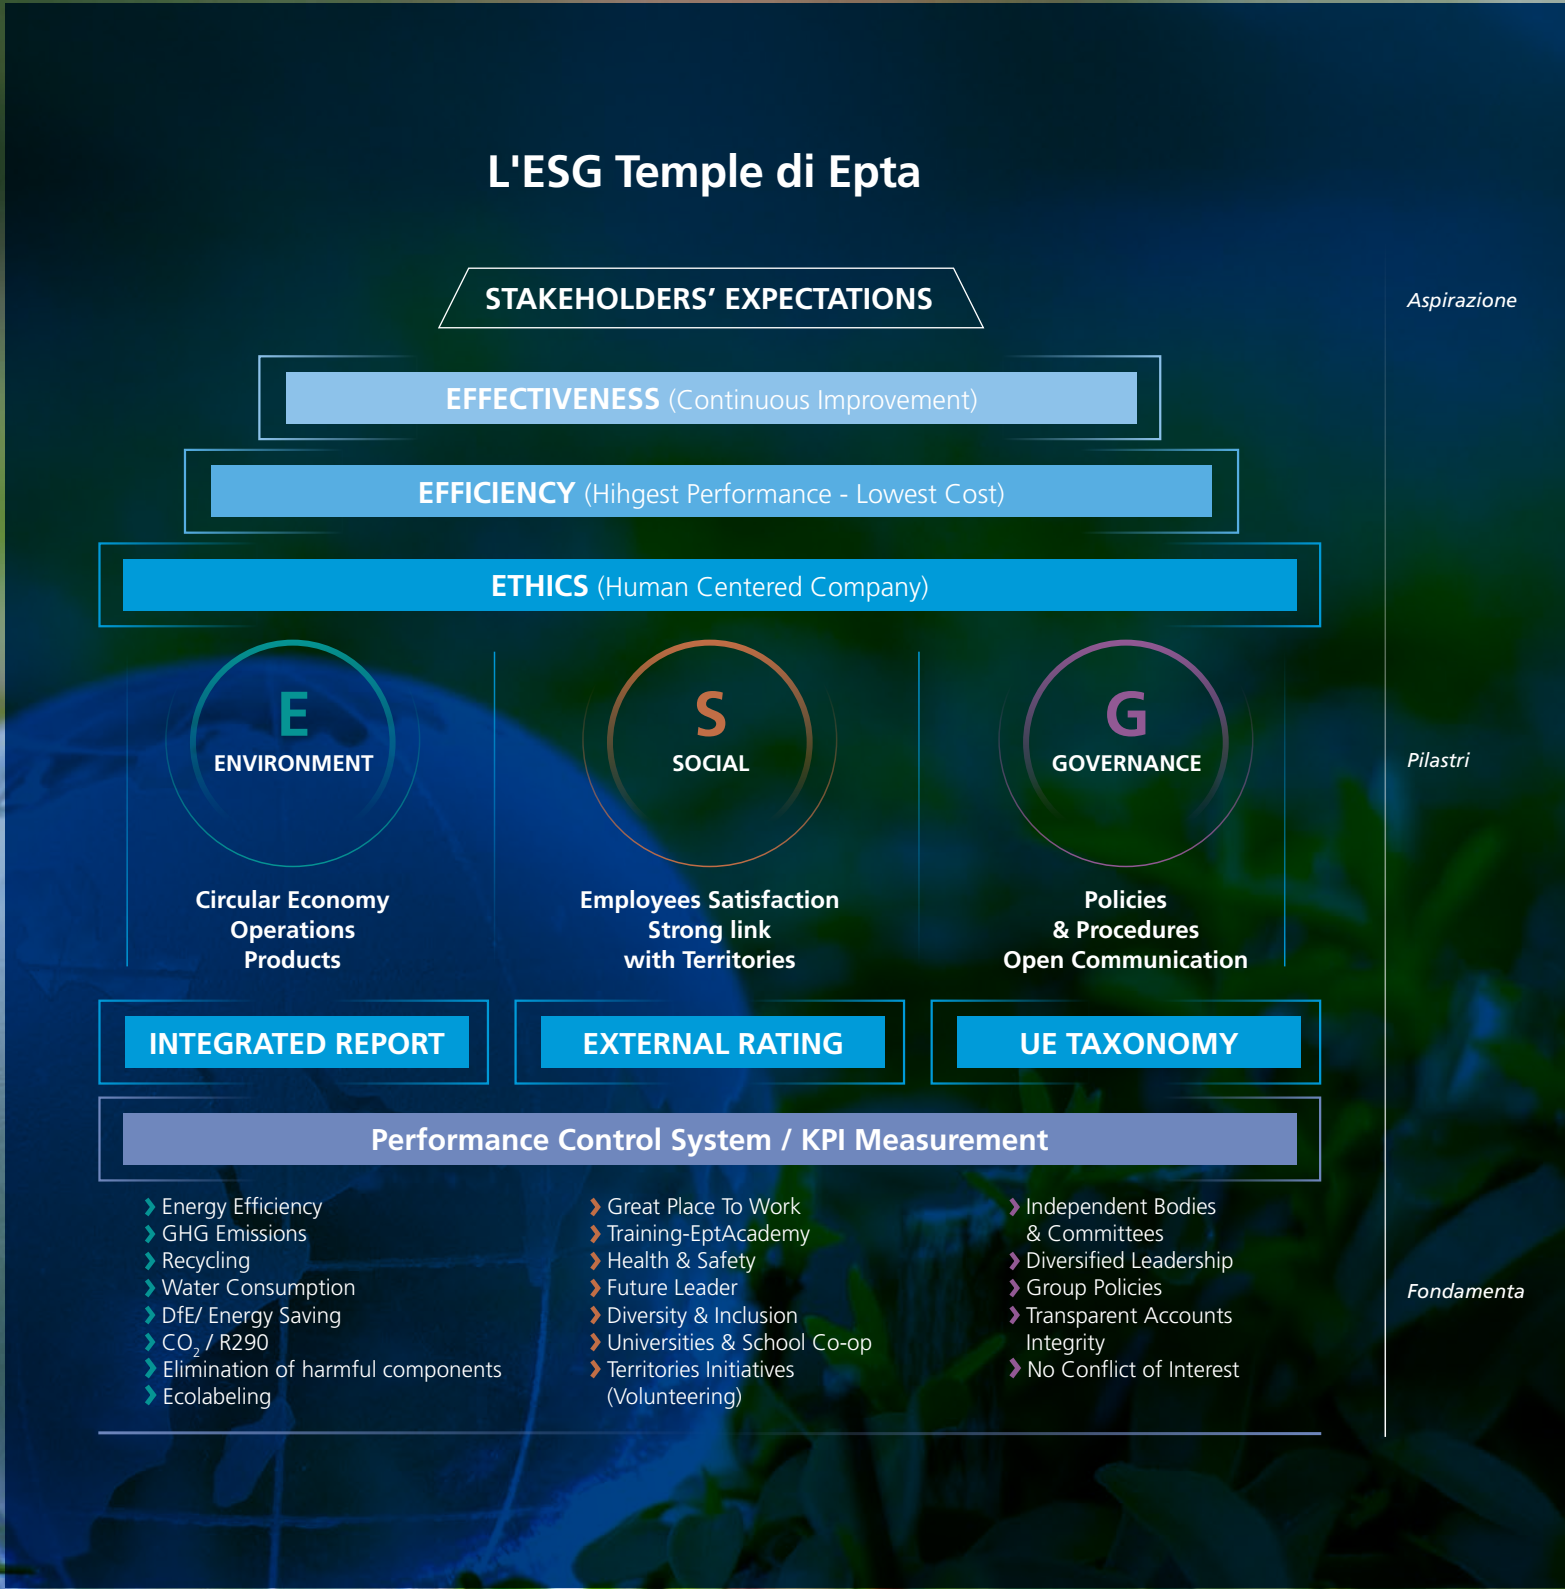 L'ESG Temple di Epta
STAKEHOLDERS’ EXPECTATIONS
Aspirazione
EFFECTIVENESS (Continuous Improvement)
EFFICIENCY (Hihgest Performance - Lowest Cost)
ETHICS (Human Centered Company)
E
ENVIRONMENT
Circular Economy
Operations
Products
S
SOCIAL
Employees Satisfaction
Strong link
with Territories
G
GOVERNANCE
Policies
& Procedures
Open Communication
Pilastri
INTEGRATED REPORT
EXTERNAL RATING
UE TAXONOMY
Performance Control System / KPI Measurement
Energy Efficiency
GHG Emissions
Recycling
Water Consumption
DfE/ Energy Saving
CO₂ / R290
Elimination of harmful components
Ecolabeling
Great Place To Work
Training-EptAcademy
Health & Safety
Future Leader
Diversity & Inclusion
Universities & School Co-op
Territories Initiatives
(Volunteering)
Independent Bodies
& Committees
Diversified Leadership
Group Policies
Transparent Accounts
Integrity
No Conflict of Interest
Fondamenta